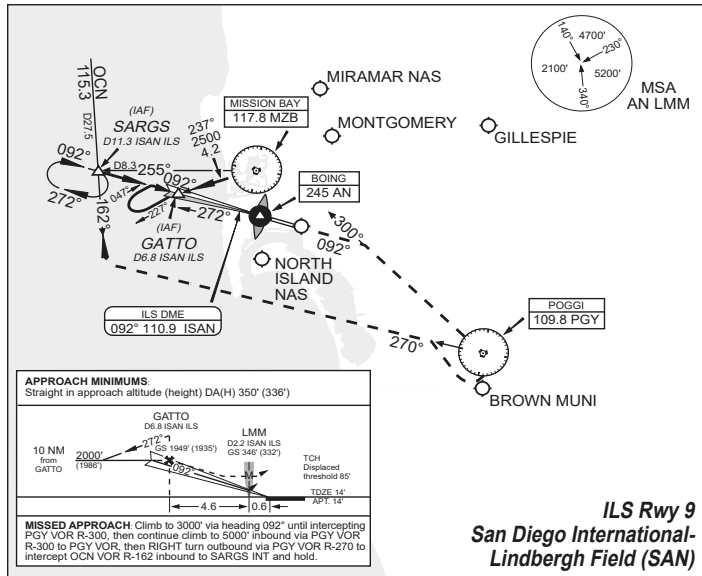 140°
4700'
230°
2100'
5200'
340°
MSA
AN LMM
OCN
115.3
D27.5
(IAF)
SARGS
D11.3 ISAN ILS
092°
D8.3
255°
272°
162°
047°
227°
237°
2500
4.2
092°
272°
(IAF)
GATTO
D6.8 ISAN ILS
MISSION BAY
117.8 MZB
MIRAMAR NAS
MONTGOMERY
GILLESPIE
BOING
245 AN
300°
092°
NORTH
ISLAND
NAS
ILS DME
092° 110.9 ISAN
POGGI
109.8 PGY
270°
BROWN MUNI
APPROACH MINIMUMS:
Straight in approach altitude (height) DA(H) 350' (336')
GATTO
D6.8 ISAN ILS
272°
GS 1949' (1935')
LMM
D2.2 ISAN ILS
GS 346' (332')
10 NM
from
GATTO
2000'
(1986')
092°
M
TCH
Displaced
threshold 85'
TDZE 14'
APT. 14'
4.6
0.6
MISSED APPROACH: Climb to 3000' via heading 092° until intercepting
PGY VOR R-300, then continue climb to 5000' inbound via PGY VOR
R-300 to PGY VOR, then RIGHT turn outbound via PGY VOR R-270 to
intercept OCN VOR R-162 inbound to SARGS INT and hold.
ILS Rwy 9
San Diego International-
Lindbergh Field (SAN)